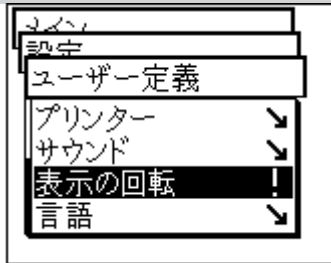 メイン
設定
ユーザー定義
プリンター
サウンド
表示の回転 !
言語